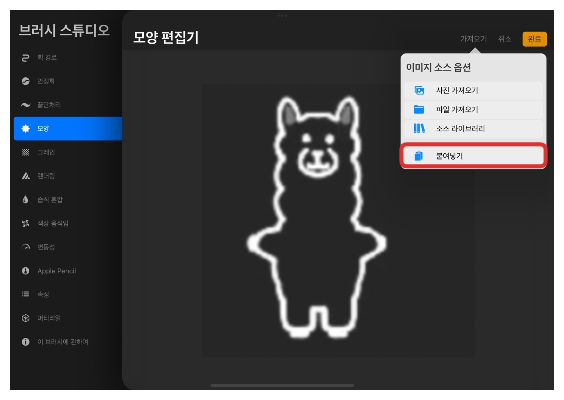 브러시 스튜디오
모양 편집기
가져오기
취소
완료
획 경로
안정화
끝단처리
모양
그레인
렌더링
습식 혼합
색상 움직임
변동성
Apple Pencil
속성
머티리얼
이 브러시에 관하여
이미지 소스 옵션
사진 가져오기
파일 가져오기
소스 라이브러리
붙여넣기